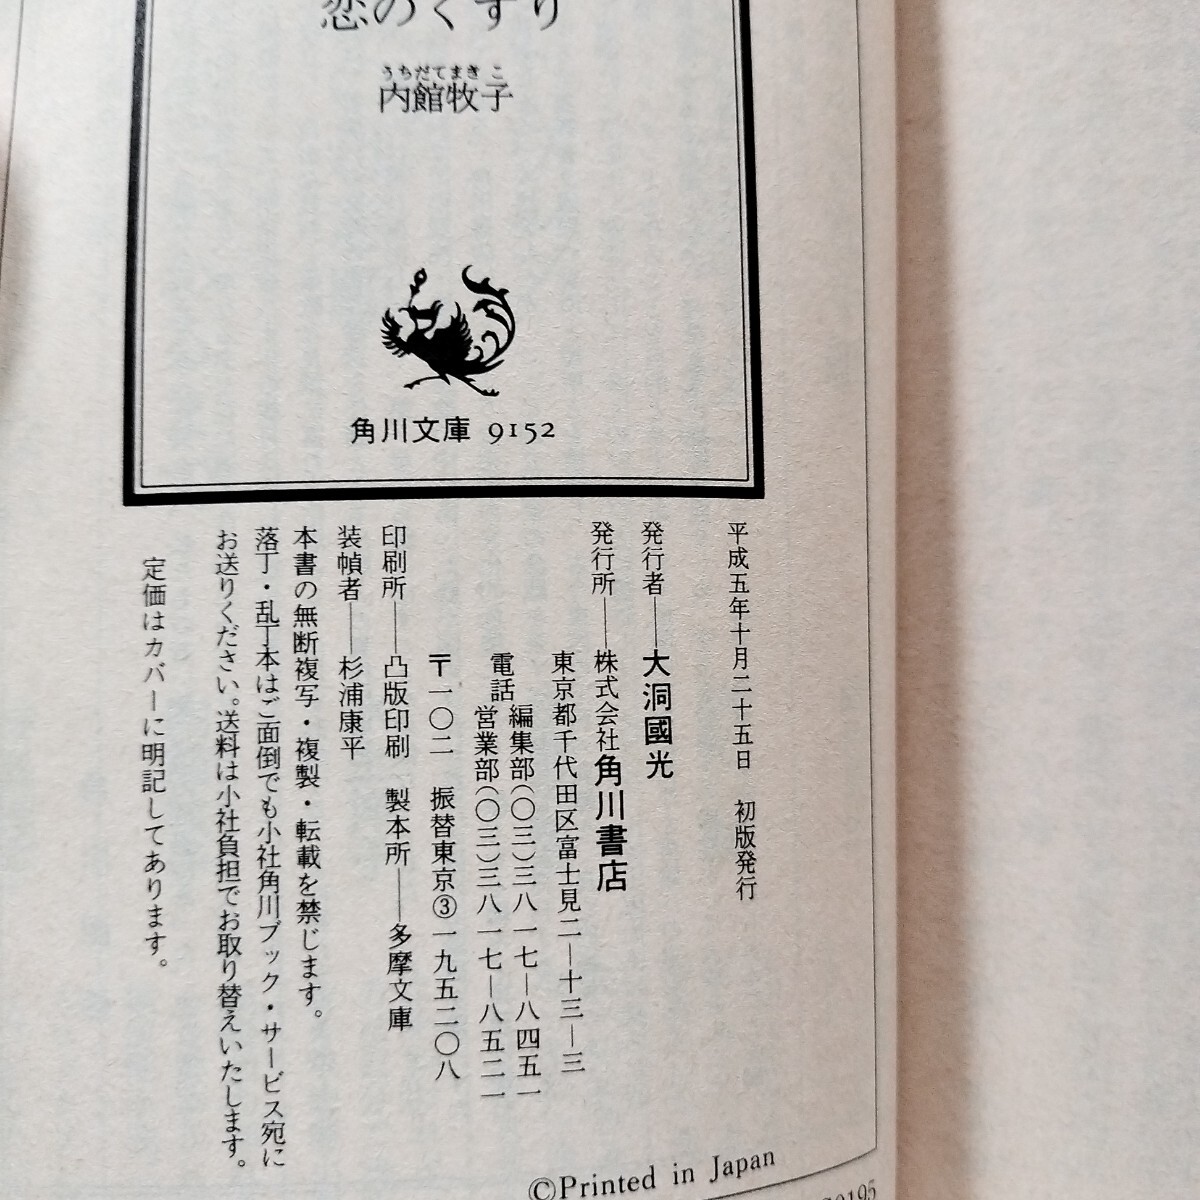 恋のくすり
うちだてまきこ
内館牧子
角川文庫 9152
平成五年十月二十五日 初版発行
発行者――大洞國光
発行所――株式会社角川書店
東京都千代田区富士見二―十三―三
電話 編集部(〇三)三八一七―八四五一
営業部(〇三)三八一七―八五二一
〒一〇二 振替東京③一九五二〇八
印刷所――凸版印刷 製本所――多摩文庫
装幀者――杉浦康平
本書の無断複写・複製・転載を禁じます。
落丁・乱丁本はご面倒でも小社角川ブック・サービス宛に
お送りください。送料は小社負担でお取り替えいたします。
定価はカバーに明記してあります。
©Printed in Japan